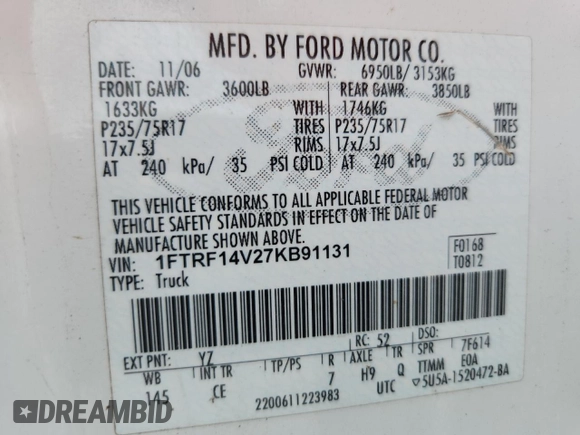 MFD. BY FORD MOTOR CO.
DATE: 11/06 GVWR: 6950LB/ 3153KG
FRONT GAWR: 3600LB REAR GAWR: 3850LB
1633KG WITH 1746KG WITH
P235/75R17 TIRES P235/75R17 TIRES
17x7.5J RIMS 17x7.5J RIMS
AT 240 kPa/ 35 PSI COLD AT 240 kPa/ 35 PSI COLD
Ford
THIS VEHICLE CONFORMS TO ALL APPLICABLE FEDERAL MOTOR
VEHICLE SAFETY STANDARDS IN EFFECT ON THE DATE OF
MANUFACTURE SHOWN ABOVE.
VIN: 1FTRF14V27KB91131 F0168
TYPE: Truck T0812
EXT PNT: YZ RC: 52 DSO:
WB INT TR TP/PS R AXLE TR SPR 7F614
145 CE 7 H9 Q TTMM EOA
2200611223983 UTC ▽5U5A-1520472-BA
DREAMBID